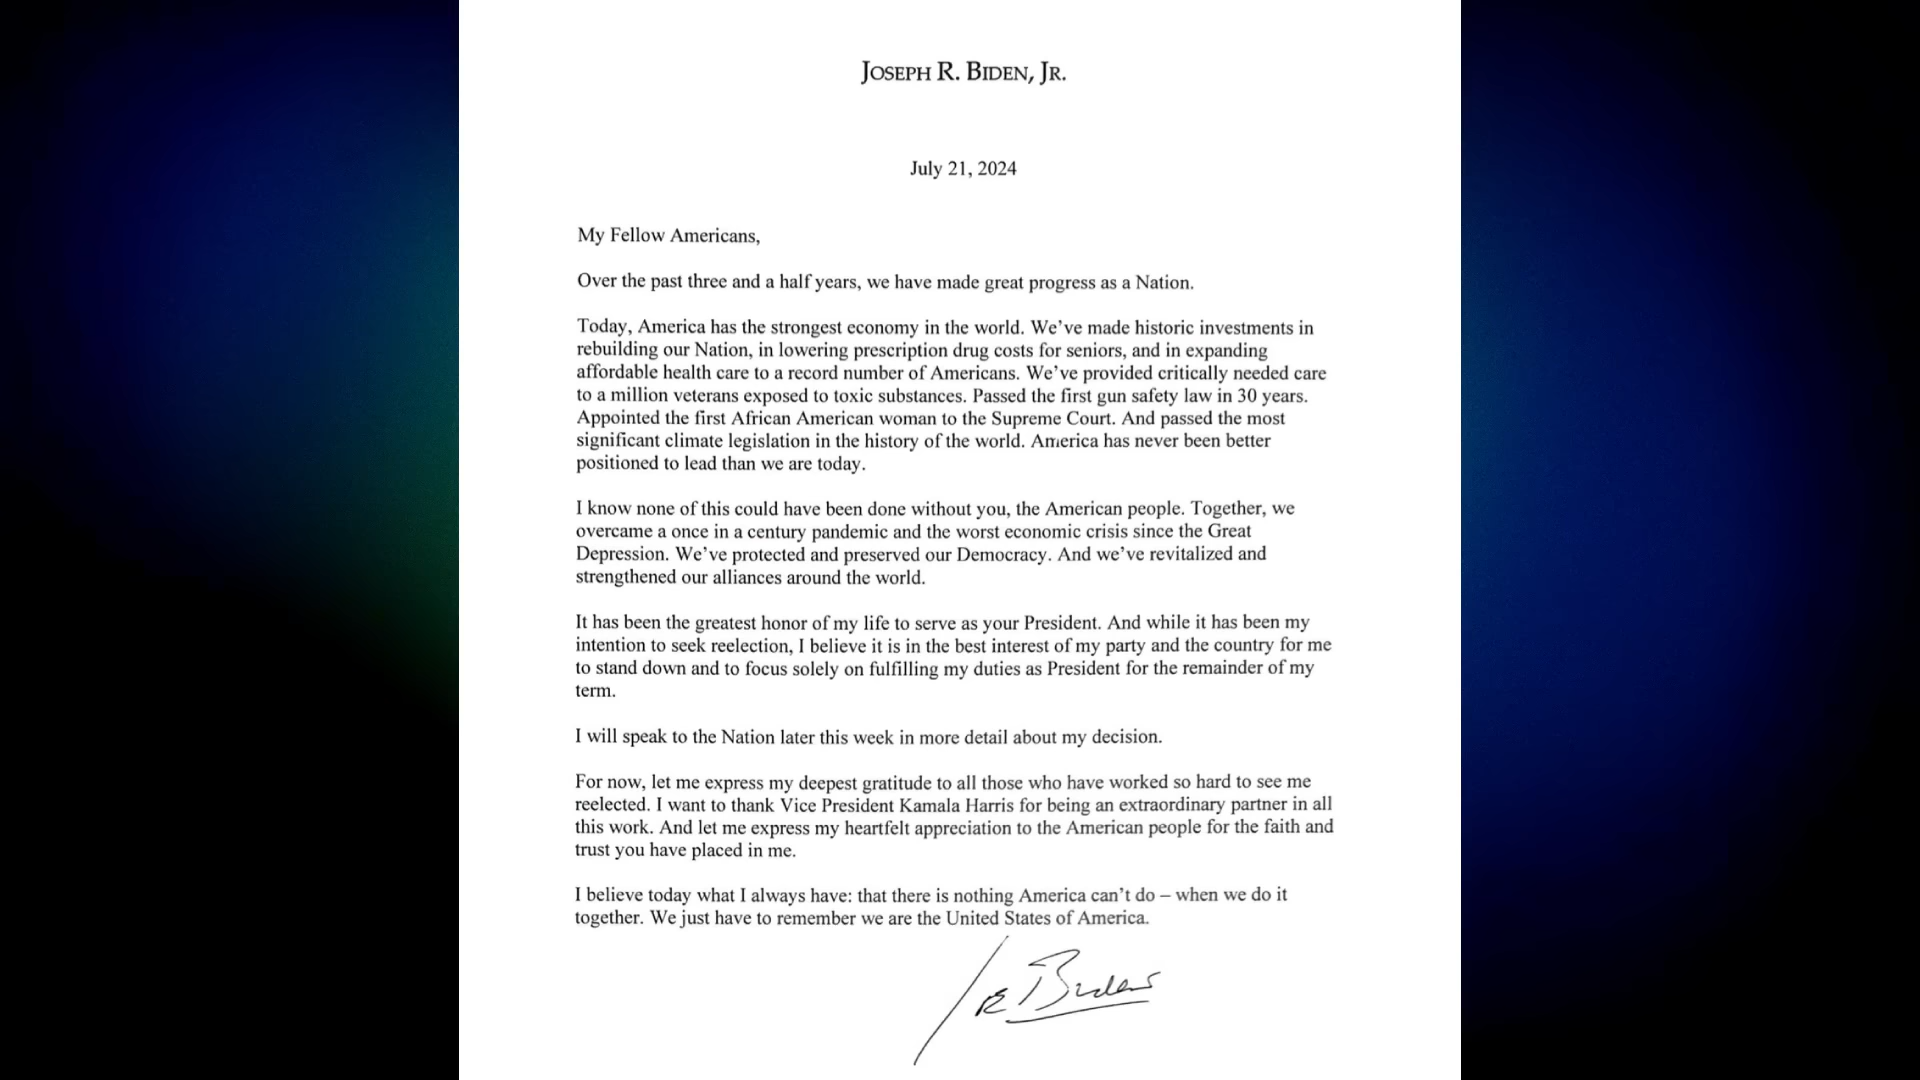 JOSEPH R. BIDEN, JR.
July 21, 2024
My Fellow Americans,
Over the past three and a half years, we have made great progress as a Nation.
Today, America has the strongest economy in the world. We've made historic investments in
rebuilding our Nation, in lowering prescription drug costs for seniors, and in expanding
affordable health care to a record number of Americans. We've provided critically needed care
to a million veterans exposed to toxic substances. Passed the first gun safety law in 30 years.
Appointed the first African American woman to the Supreme Court. And passed the most
significant climate legislation in the history of the world. America has never been better
positioned to lead than we are today.
I know none of this could have been done without you, the American people. Together, we
overcame a once in a century pandemic and the worst economic crisis since the Great
Depression. We've protected and preserved our Democracy. And we've revitalized and
strengthened our alliances around the world.
It has been the greatest honor of my life to serve as your President. And while it has been my
intention to seek reelection, I believe it is in the best interest of my party and the country for me
to stand down and to focus solely on fulfilling my duties as President for the remainder of my
term.
I will speak to the Nation later this week in more detail about my decision.
For now, let me express my deepest gratitude to all those who have worked so hard to see me
reelected. I want to thank Vice President Kamala Harris for being an extraordinary partner in all
this work. And let me express my heartfelt appreciation to the American people for the faith and
trust you have placed in me.
I believe today what I always have: that there is nothing America can't do – when we do it
together. We just have to remember we are the United States of America.
Joe Biden